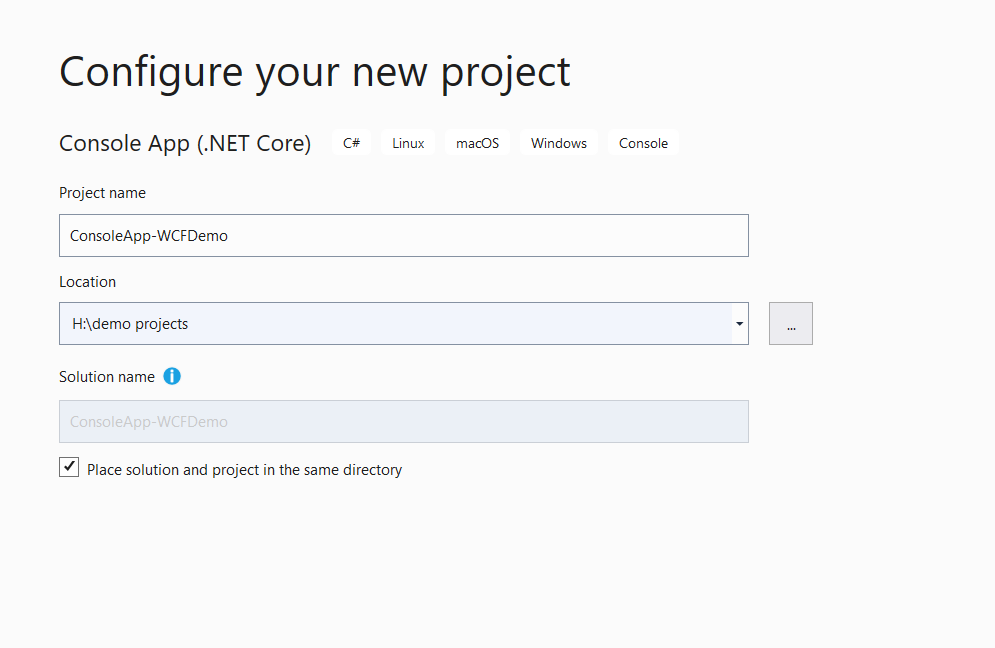 Configure your new project
Console App (.NET Core) C# Linux macOS Windows Console
Project name
ConsoleApp-WCFDemo
Location
H:\demo projects
...
Solution name
ConsoleApp-WCFDemo
Place solution and project in the same directory